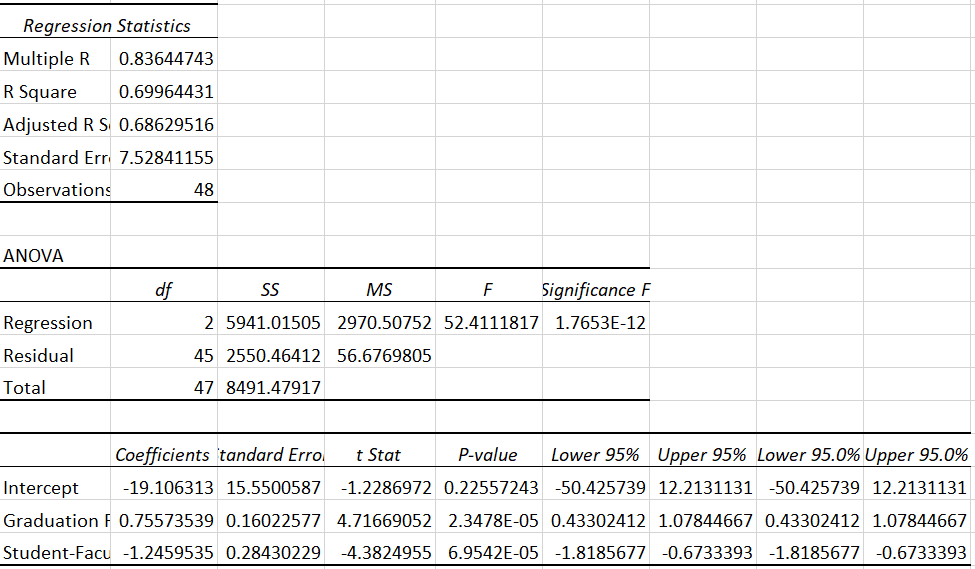 Regression Statistics
Multiple R 0.83644743
R Square 0.69964431
Adjusted R S 0.68629516
Standard Err 7.52841155
Observations 48
ANOVA
df SS MS F Significance F
Regression 2 5941.01505 2970.50752 52.4111817 1.7653E-12
Residual 45 2550.46412 56.6769805
Total 47 8491.47917
Coefficients tandard Erro t Stat P-value Lower 95% Upper 95% Lower 95.0% Upper 95.0%
Intercept -19.106313 15.5500587 -1.2286972 0.22557243 -50.425739 12.2131131 -50.425739 12.2131131
Graduation R 0.75573539 0.16022577 4.71669052 2.3478E-05 0.43302412 1.07844667 0.43302412 1.07844667
Student-Facu -1.2459535 0.28430229 -4.3824955 6.9542E-05 -1.8185677 -0.6733393 -1.8185677 -0.6733393